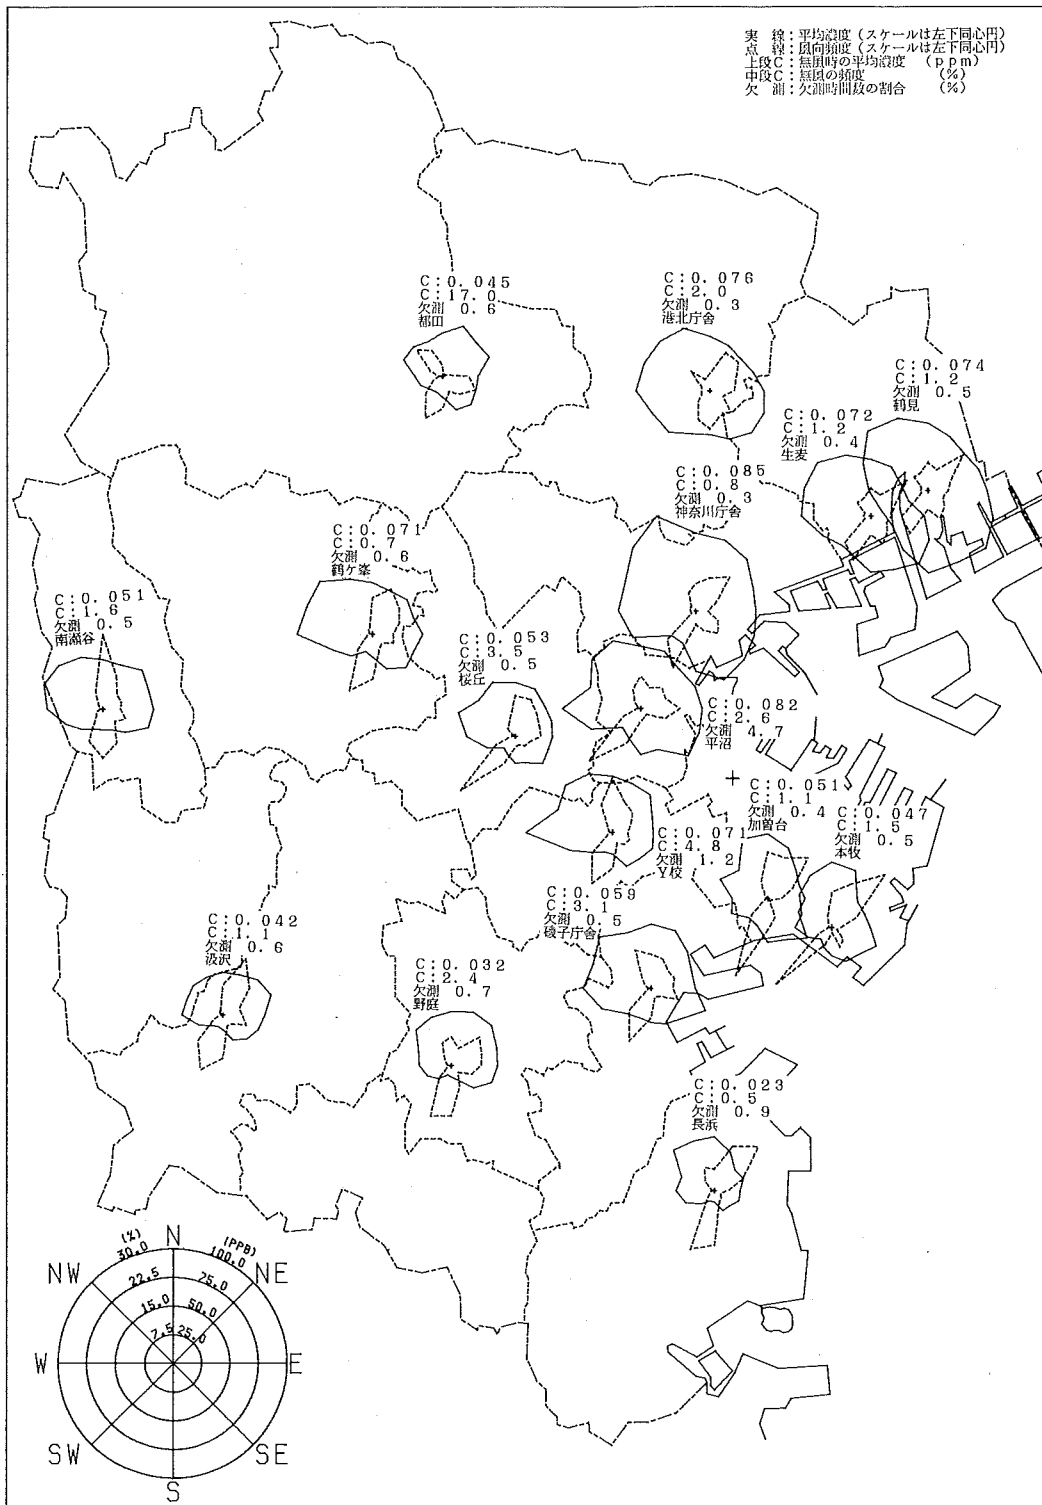 実　線：平均濃度（スケールは左下同心円）
点　線：風向頻度（スケールは左下同心円）
上段C：無風時の平均濃度　（ppm）
中段C：無風の頻度　　　　（%）
欠　測：欠測時間数の割合　（%）
C：0.045
C：17.0
欠測　0.6
都田
C：0.076
C：2.0
欠測　0.3
港北庁舎
C：0.074
C：1.2
欠測　0.5
鶴見
C：0.072
C：1.2
欠測　0.4
生麦
C：0.085
C：0.8
欠測　0.3
神奈川庁舎
C：0.071
C：0.7
欠測　0.6
鶴ケ峯
C：0.051
C：1.6
欠測　0.5
南瀬谷
C：0.053
C：3.5
欠測　0.5
桜丘
C：0.082
C：2.6
欠測　4.7
平沼
C：0.051
C：1.1
欠測　0.4
加曽台
C：0.047
C：1.5
欠測　0.5
本牧
C：0.071
C：4.8
欠測　1.2
Y校
C：0.059
C：3.1
欠測　0.5
磯子庁舎
C：0.042
C：1.1
欠測　0.6
汲沢
C：0.032
C：2.4
欠測　0.7
野庭
C：0.023
C：0.5
欠測　0.9
長浜
(%) N (PPB)
30.0 100.0
NW 22.5 75.0 NE
15.0 50.0
7.5 25.0
W E
SW SE
S